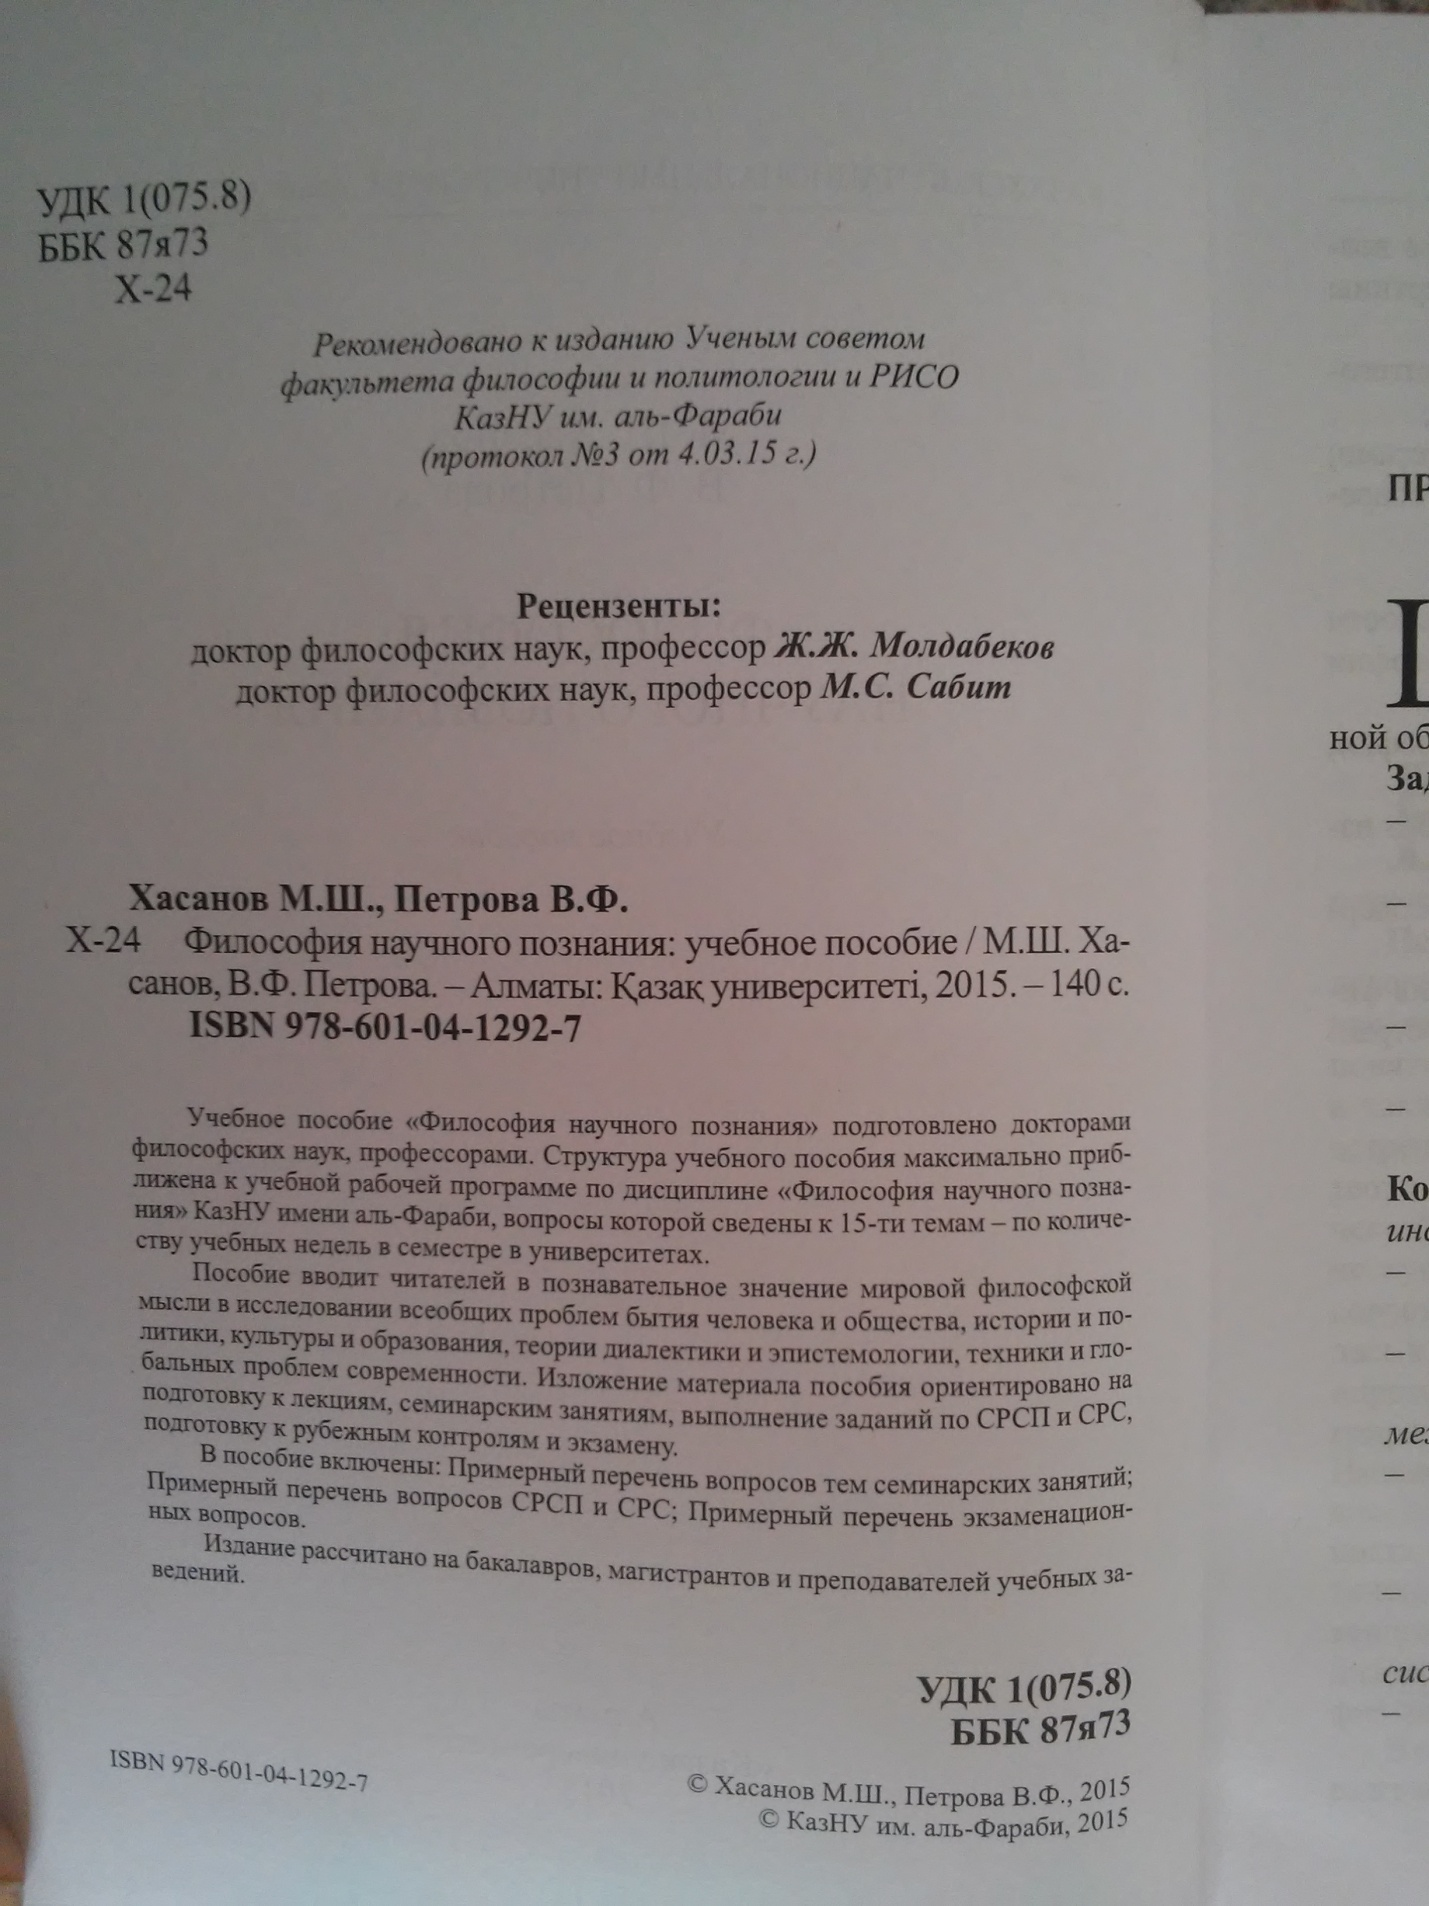 УДК 1(075.8)
ББК 87я73
Х-24
Рекомендовано к изданию Ученым советом
факультета философии и политологии и РИСО
КазНУ им. аль-Фараби
(протокол №3 от 4.03.15 г.)
Рецензенты:
доктор философских наук, профессор Ж.Ж. Молдабеков
доктор философских наук, профессор М.С. Сабит
Хасанов М.Ш., Петрова В.Ф.
Х-24 Философия научного познания: учебное пособие / М.Ш. Ха-
санов, В.Ф. Петрова. – Алматы: Қазақ университеті, 2015. – 140 с.
ISBN 978-601-04-1292-7
Учебное пособие «Философия научного познания» подготовлено докторами
философских наук, профессорами. Структура учебного пособия максимально приб-
лижена к учебной рабочей программе по дисциплине «Философия научного позна-
ния» КазНУ имени аль-Фараби, вопросы которой сведены к 15-ти темам – по количе-
ству учебных недель в семестре в университетах.
Пособие вводит читателей в познавательное значение мировой философской
мысли в исследовании всеобщих проблем бытия человека и общества, истории и по-
литики, культуры и образования, теории диалектики и эпистемологии, техники и гло-
бальных проблем современности. Изложение материала пособия ориентировано на
подготовку к лекциям, семинарским занятиям, выполнение заданий по СРСП и СРС,
подготовку к рубежным контролям и экзамену.
В пособие включены: Примерный перечень вопросов тем семинарских занятий;
Примерный перечень вопросов СРСП и СРС; Примерный перечень экзаменацион-
ных вопросов.
Издание рассчитано на бакалавров, магистрантов и преподавателей учебных за-
ведений.
УДК 1(075.8)
ББК 87я73
ISBN 978-601-04-1292-7
© Хасанов М.Ш., Петрова В.Ф., 2015
© КазНУ им. аль-Фараби, 2015
ПР
ной об
Зад
–
–
–
–
Ко
инс
–
–
мез
–
–
сис
–